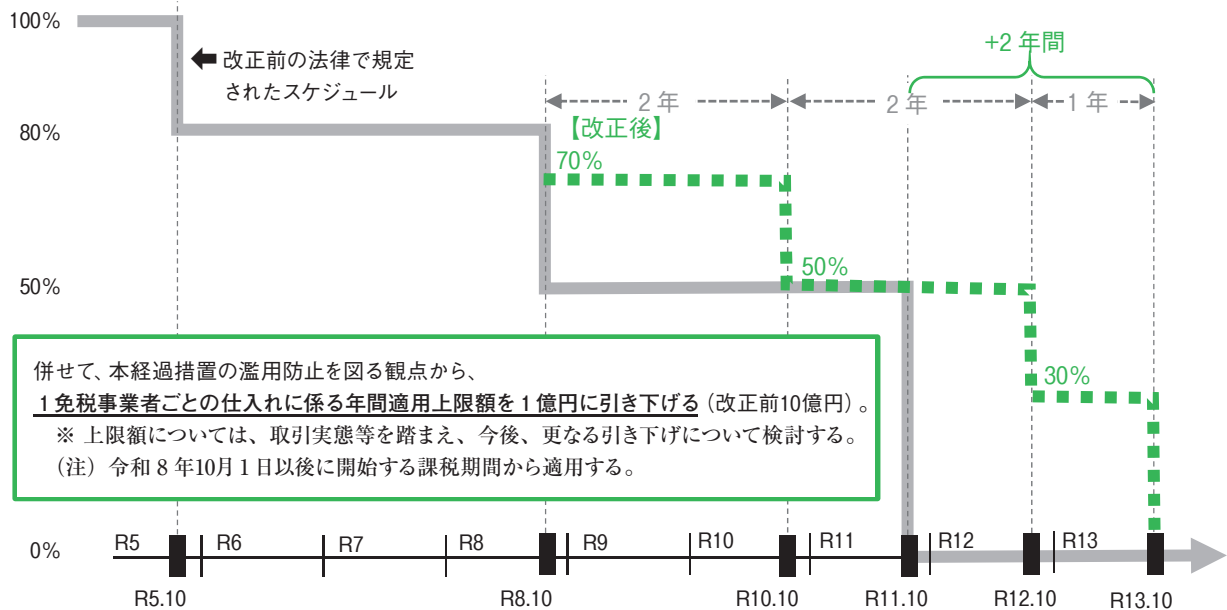 100%
改正前の法律で規定
されたスケジュール
+2 年間
2 年
2 年
1 年
80%
【改正後】
70%
50%
50%
30%
併せて、本経過措置の濫用防止を図る観点から、
1免税事業者ごとの仕入れに係る年間適用上限額を1億円に引き下げる（改正前10億円）。
※ 上限額については、取引実態等を踏まえ、今後、更なる引き下げについて検討する。
（注）令和8年10月1日以後に開始する課税期間から適用する。
0%
R5
R6
R7
R8
R9
R10
R11
R12
R13
R5.10
R8.10
R10.10
R11.10
R12.10
R13.10